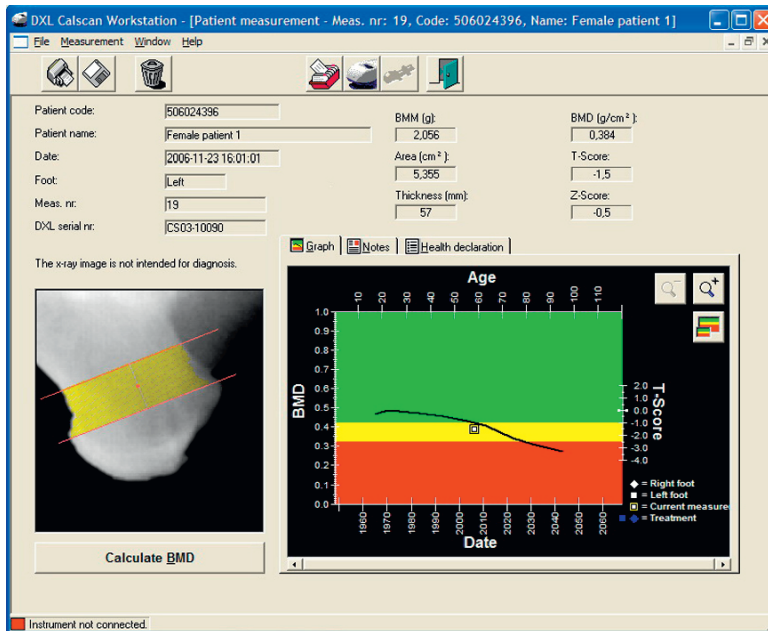 DXL Calscan Workstation - [Patient measurement - Meas. nr: 19, Code: 506024396, Name: Female patient 1]
File Measurement Window Help
Patient code: 506024396
Patient name: Female patient 1
Date: 2006-11-23 16:01:01
Foot: Left
Meas. nr: 19
DXL serial nr: CS03-10090
BMM (g):
2,056
Area (cm²):
5,355
Thickness (mm):
57
BMD (g/cm²):
0,384
T-Score:
-1,5
Z-Score:
-0,5
The x-ray image is not intended for diagnosis.
Calculate BMD
Graph Notes Health declaration
Age
10 20 30 40 50 60 70 80 90 100 110
BMD
1.0
0.9
0.8
0.7
0.6
0.5
0.4
0.3
0.2
0.1
0.0
T-Score
2.0
1.0
0.0
-1.0
-2.0
-3.0
-4.0
= Right foot
= Left foot
= Current measure
= Treatment
1960 1970 1980 1990 2000 2010 2020 2030 2040 2050 2060
Date
Instrument not connected.